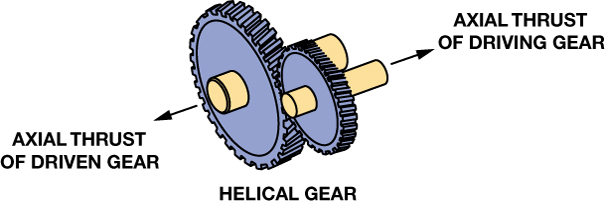 AXIAL THRUST
OF DRIVING GEAR
AXIAL THRUST
OF DRIVEN GEAR
HELICAL GEAR